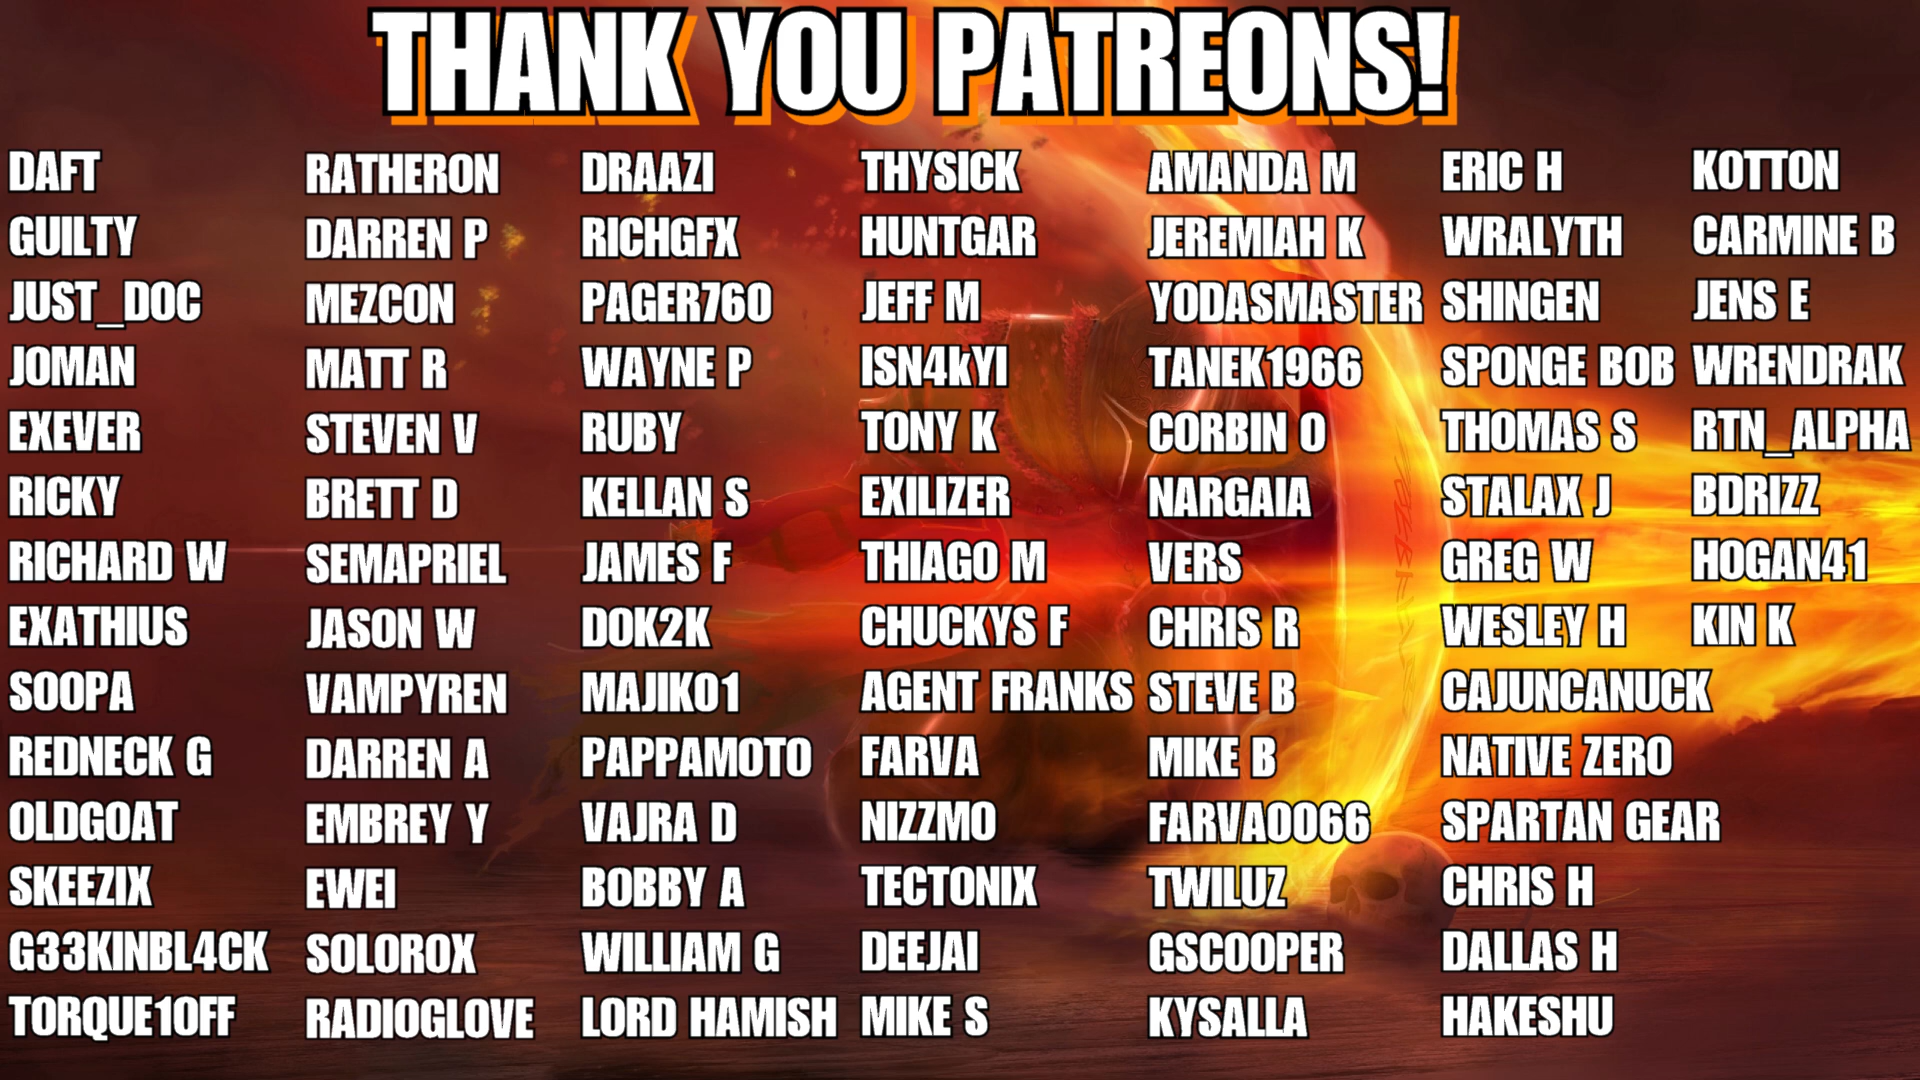 THANK YOU PATREONS!
DAFT
GUILTY
JUST_DOC
JOMAN
EXEVER
RICKY
RICHARD W
EXATHIUS
SOOPA
REDNECK G
OLDGOAT
SKEEZIX
G33KINBL4CK
TORQUE10FF
RATHERON
DARREN P
MEZCON
MATT R
STEVEN V
BRETT D
SEMAPRIEL
JASON W
VAMPYREN
DARREN A
EMBREY Y
EWEI
SOLOROX
RADIOGLOVE
DRAAZI
RICHGFX
PAGER760
WAYNE P
RUBY
KELLAN S
JAMES F
DOK2K
MAJIK01
PAPPAMOTO
VAJRA D
BOBBY A
WILLIAM G
LORD HAMISH
THYSICK
HUNTGAR
JEFF M
ISN4kYI
TONY K
EXILIZER
THIAGO M
CHUCKYS F
AGENT FRANKS
FARVA
NIZZMO
TECTONIX
DEEJAI
MIKE S
AMANDA M
JEREMIAH K
YODASMASTER
TANEK1966
CORBIN O
NARGAIA
VERS
CHRIS R
STEVE B
MIKE B
FARVA0066
TWILUZ
GSCOOPER
KYSALLA
ERIC H
WRALYTH
SHINGEN
SPONGE BOB
THOMAS S
STALAX J
GREG W
WESLEY H
CAJUNCANUCK
NATIVE ZERO
SPARTAN GEAR
CHRIS H
DALLAS H
HAKESHU
KOTTON
CARMINE B
JENS E
WRENDRAK
RTN_ALPHA
BDRIZZ
HOGAN41
KIN K